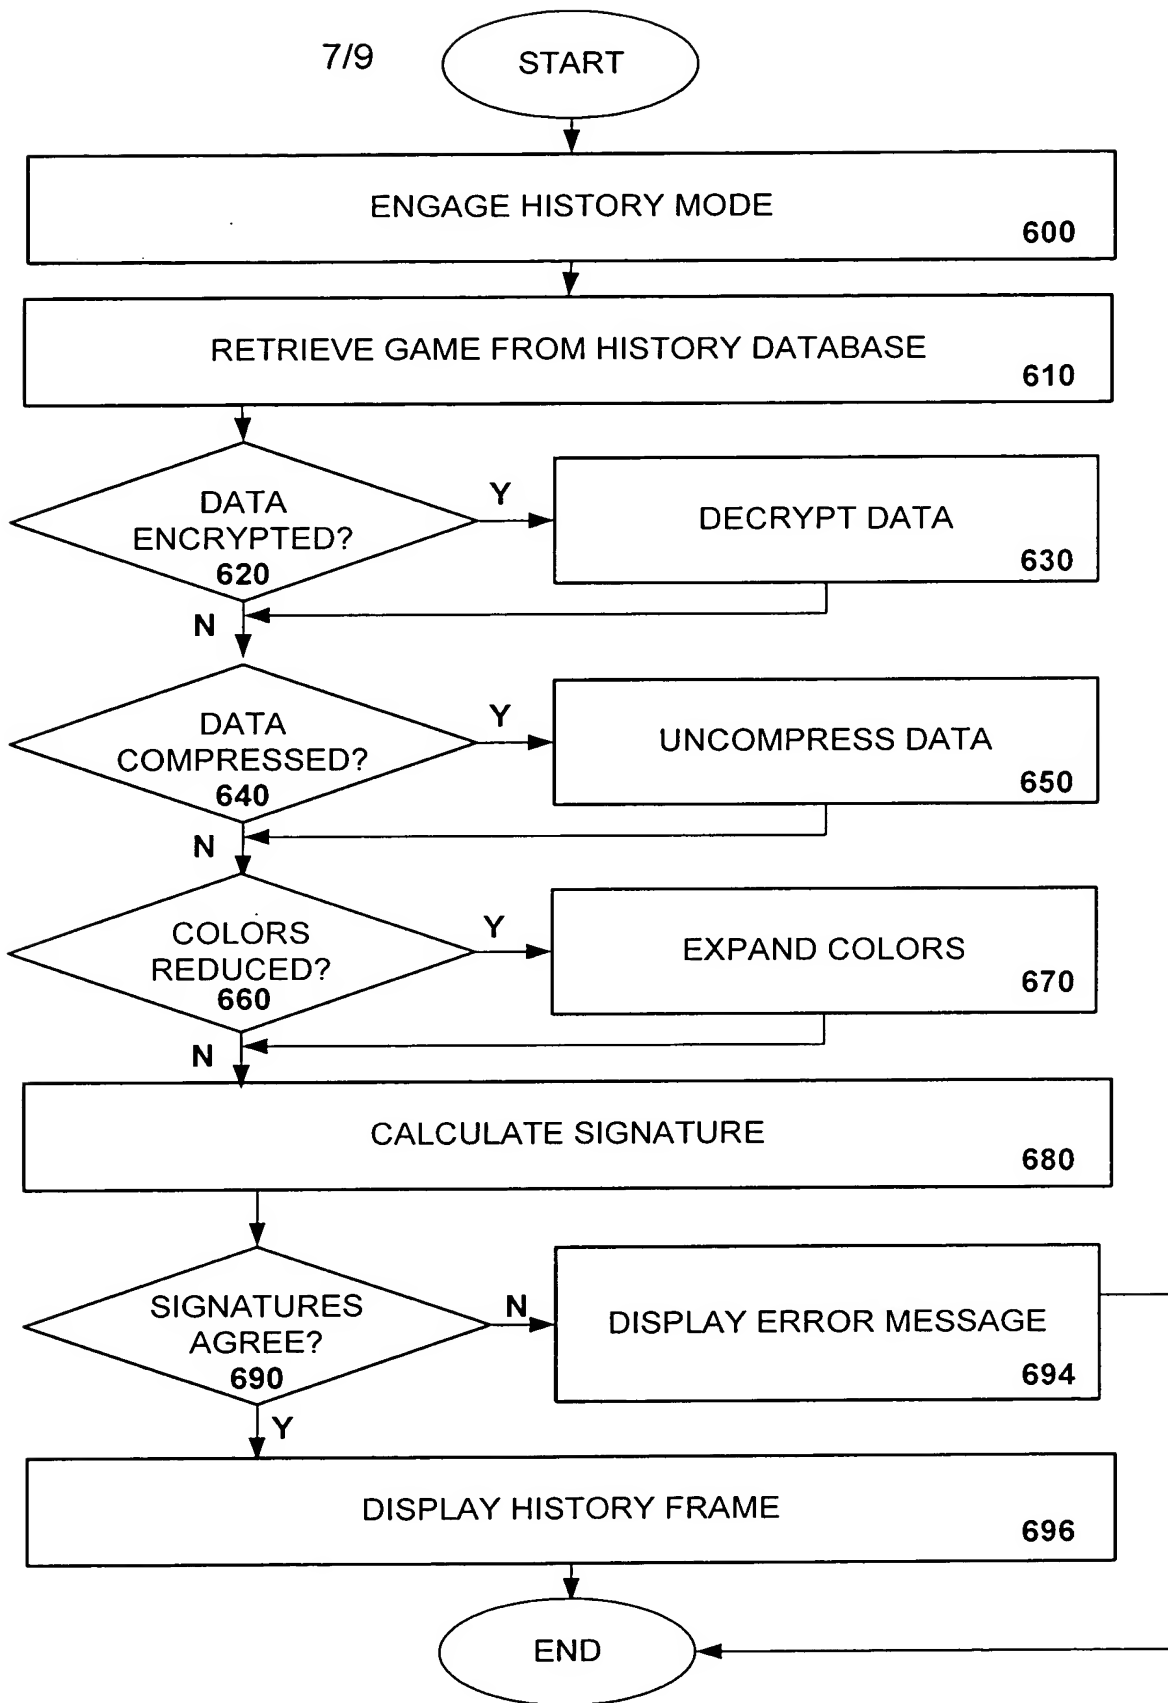 7/9
START
ENGAGE HISTORY MODE
600
RETRIEVE GAME FROM HISTORY DATABASE
610
DATA
ENCRYPTED?
620
Y
DECRYPT DATA
630
N
DATA
COMPRESSED?
640
Y
UNCOMPRESS DATA
650
N
COLORS
REDUCED?
660
Y
EXPAND COLORS
670
N
CALCULATE SIGNATURE
680
SIGNATURES
AGREE?
690
N
DISPLAY ERROR MESSAGE
694
Y
DISPLAY HISTORY FRAME
696
END